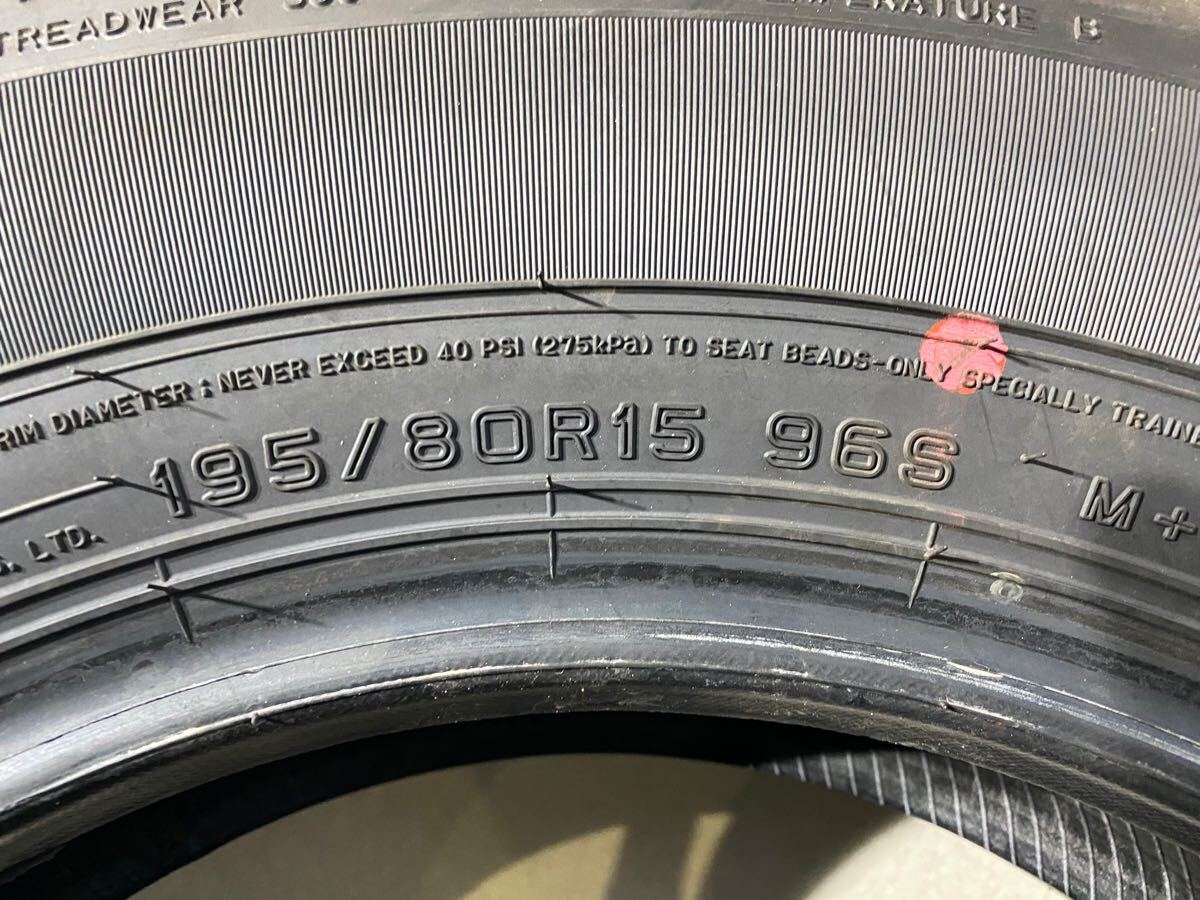 TREADWEAR
TEMPERATURE B
RIM DIAMETER : NEVER EXCEED 40 PSI (275kPa) TO SEAT BEADS-ONLY SPECIALLY TRAINE
195/80R15 96S M+
LTD.